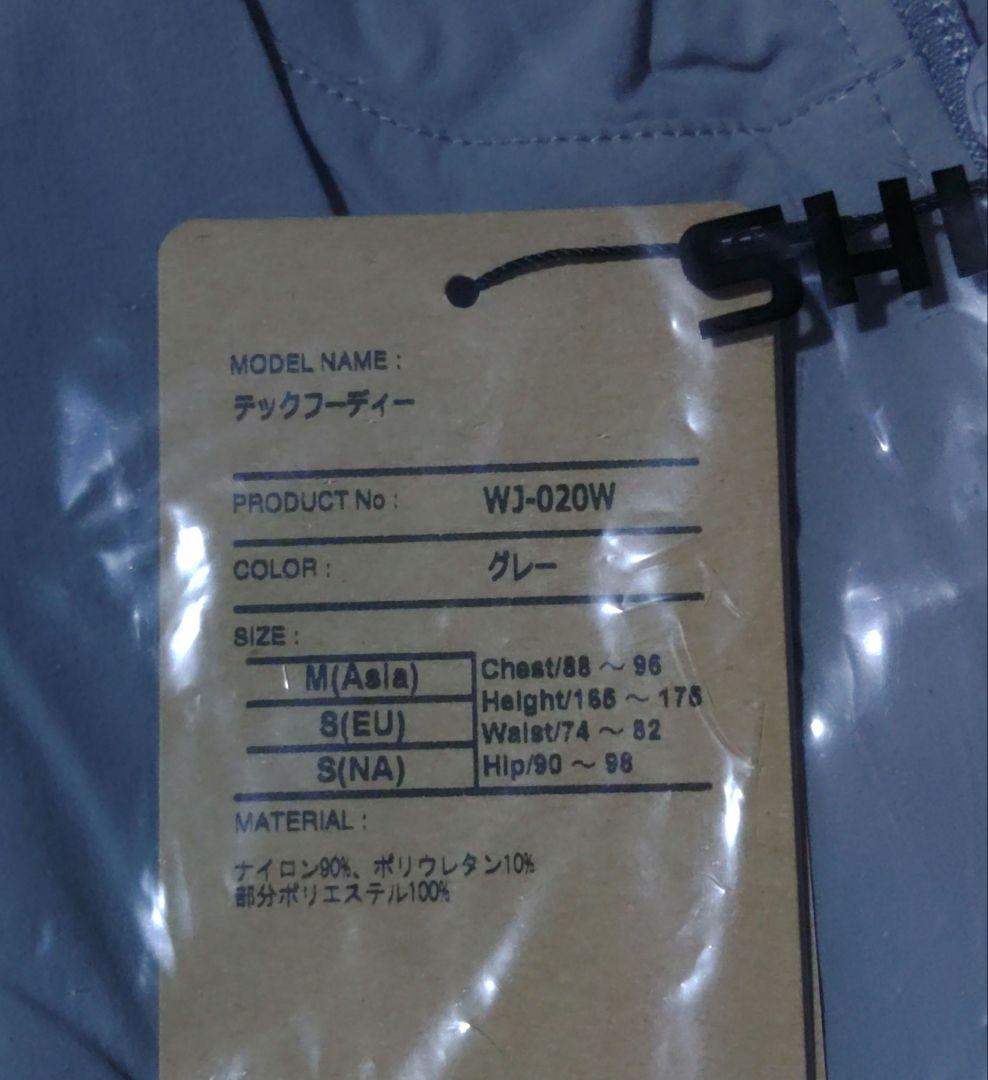 SHI
MODEL NAME :
テックフーディー
PRODUCT No : WJ-020W
COLOR : グレー
SIZE :
M(Asia)
S(EU)
S(NA)
Chest/88 ~ 96
Height/165 ~ 175
Waist/74 ~ 82
Hip/90 ~ 98
MATERIAL :
ナイロン90%、ポリウレタン10%
部分ポリエステル100%